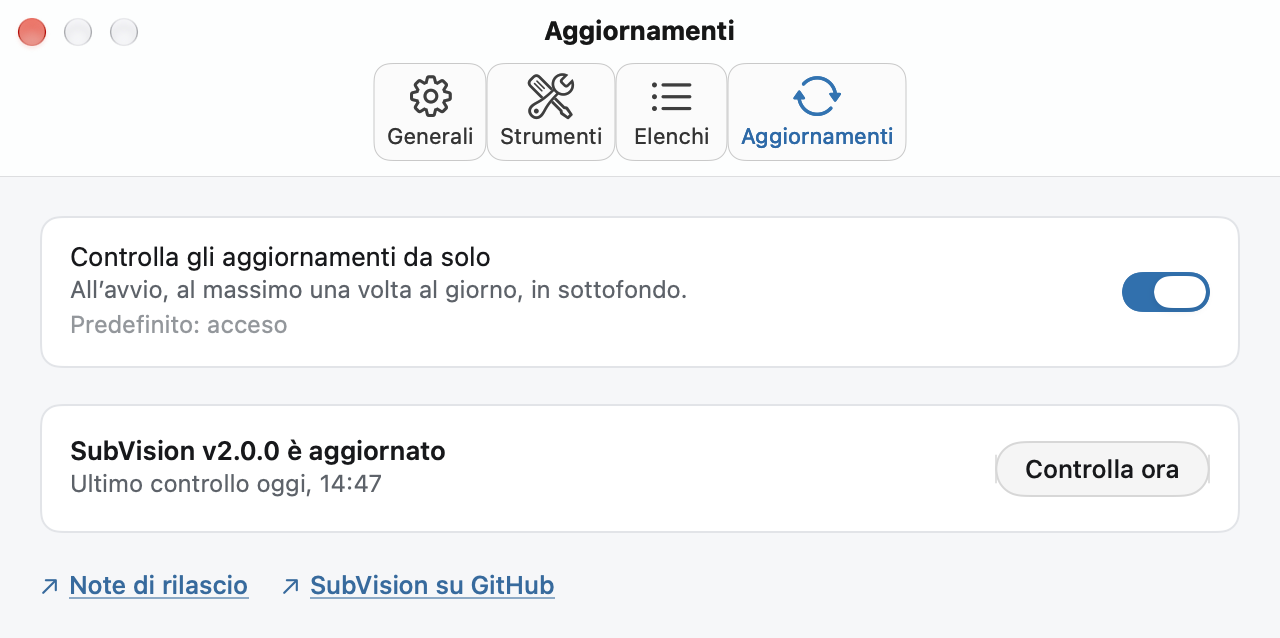 Aggiornamenti
Generali
Strumenti
Elenchi
Aggiornamenti
Controlla gli aggiornamenti da solo
All’avvio, al massimo una volta al giorno, in sottofondo.
Predefinito: acceso
SubVision v2.0.0 è aggiornato
Ultimo controllo oggi, 14:47
Controlla ora
Note di rilascio
SubVision su GitHub